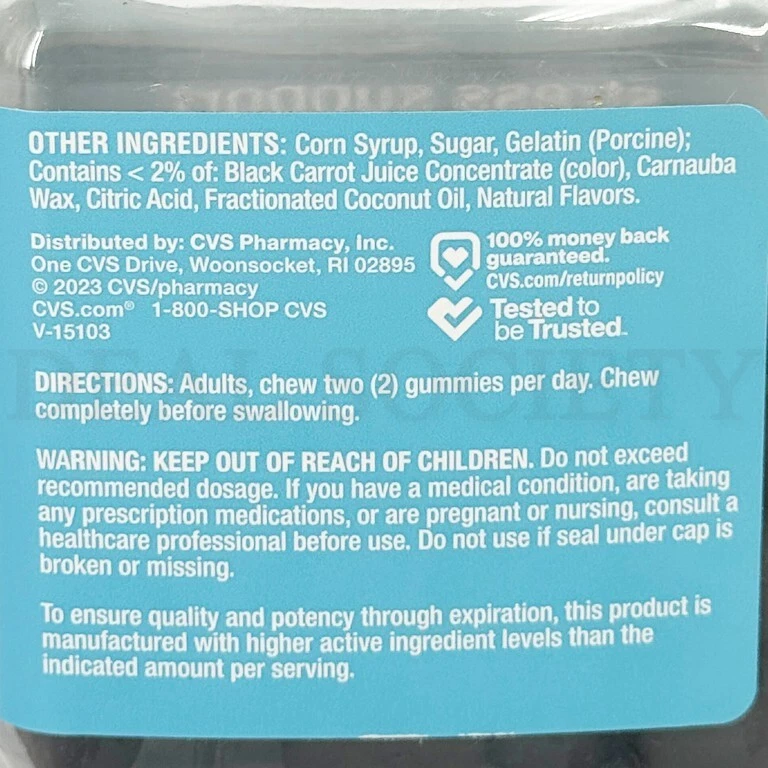 stress support
OTHER INGREDIENTS: Corn Syrup, Sugar, Gelatin (Porcine);
Contains < 2% of: Black Carrot Juice Concentrate (color), Carnauba
Wax, Citric Acid, Fractionated Coconut Oil, Natural Flavors.
Distributed by: CVS Pharmacy, Inc.
One CVS Drive, Woonsocket, RI 02895
© 2023 CVS/pharmacy
CVS.com® 1-800-SHOP CVS
V-15103
100% money back
guaranteed.
CVS.com/returnpolicy
Tested to
be Trusted™
DEAL SOCIETY
DIRECTIONS: Adults, chew two (2) gummies per day. Chew
completely before swallowing.
WARNING: KEEP OUT OF REACH OF CHILDREN. Do not exceed
recommended dosage. If you have a medical condition, are taking
any prescription medications, or are pregnant or nursing, consult a
healthcare professional before use. Do not use if seal under cap is
broken or missing.
To ensure quality and potency through expiration, this product is
manufactured with higher active ingredient levels than the
indicated amount per serving.